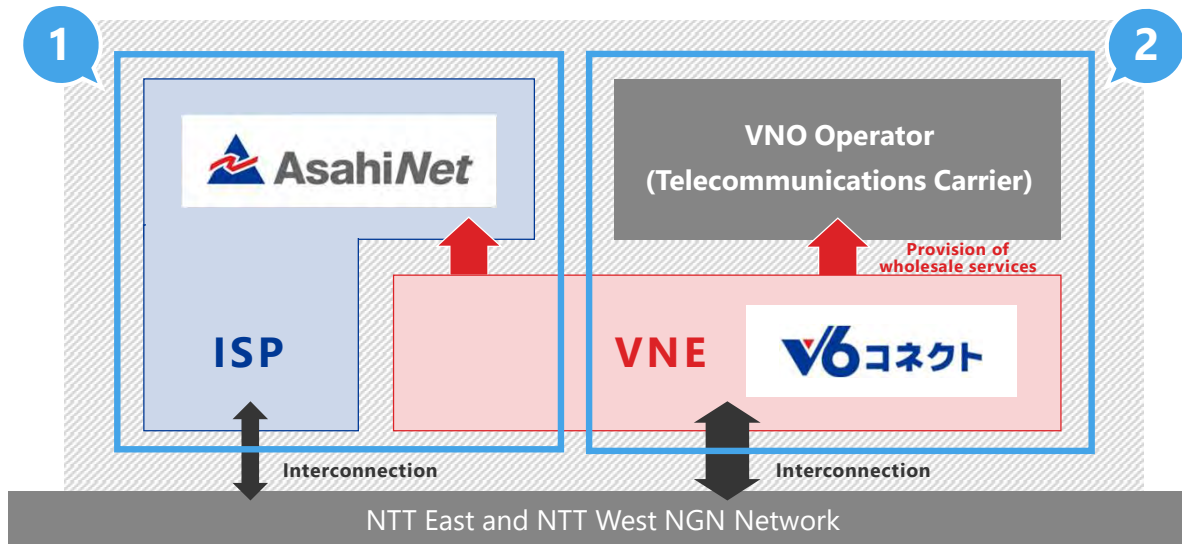 1
2
AsahiNet
VNO Operator
(Telecommunications Carrier)
Provision of
wholesale services
ISP
VNE
V6コネクト
Interconnection
Interconnection
NTT East and NTT West NGN Network